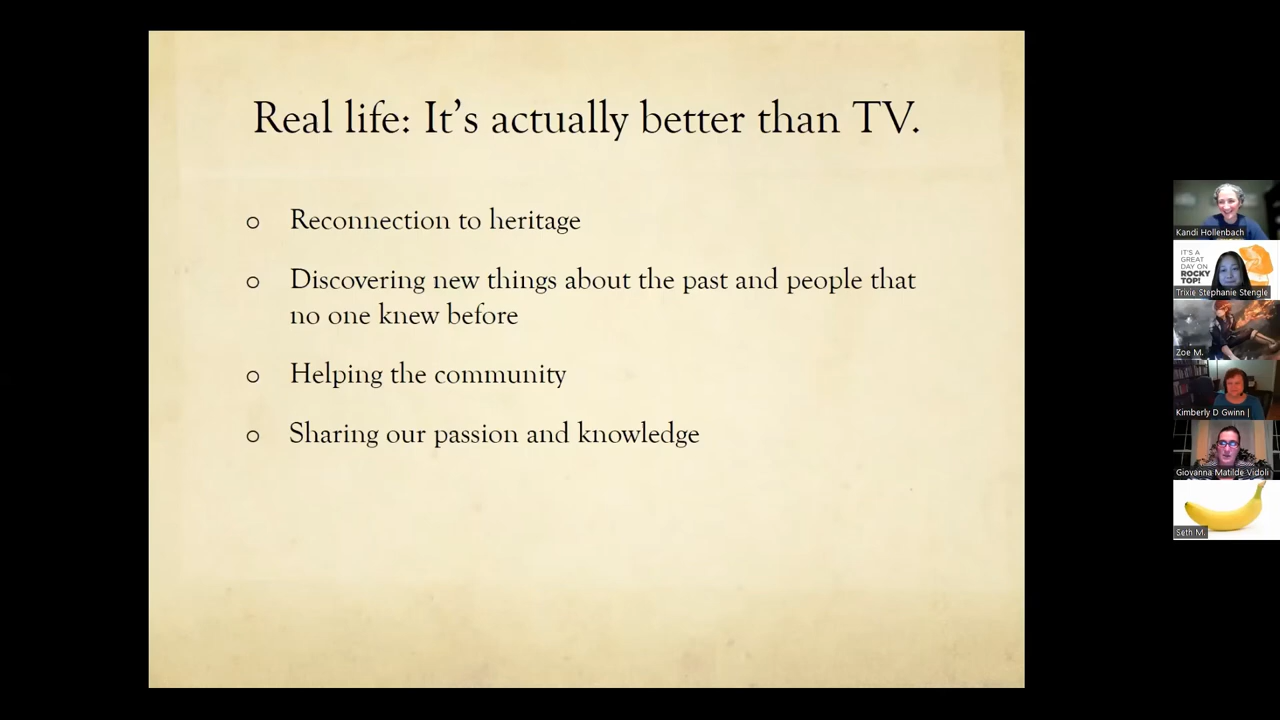 Real life: It's actually better than TV.
o Reconnection to heritage
o Discovering new things about the past and people that
no one knew before
o Helping the community
o Sharing our passion and knowledge
Kandi Hollenbach
IT'S A
GREAT
DAY ON
ROCKY
TOP!
Trixie Stephanie Stengle
Zoe M.
Kimberly D Gwinn |
Giovanna Matilde Vidoli
Seth M.